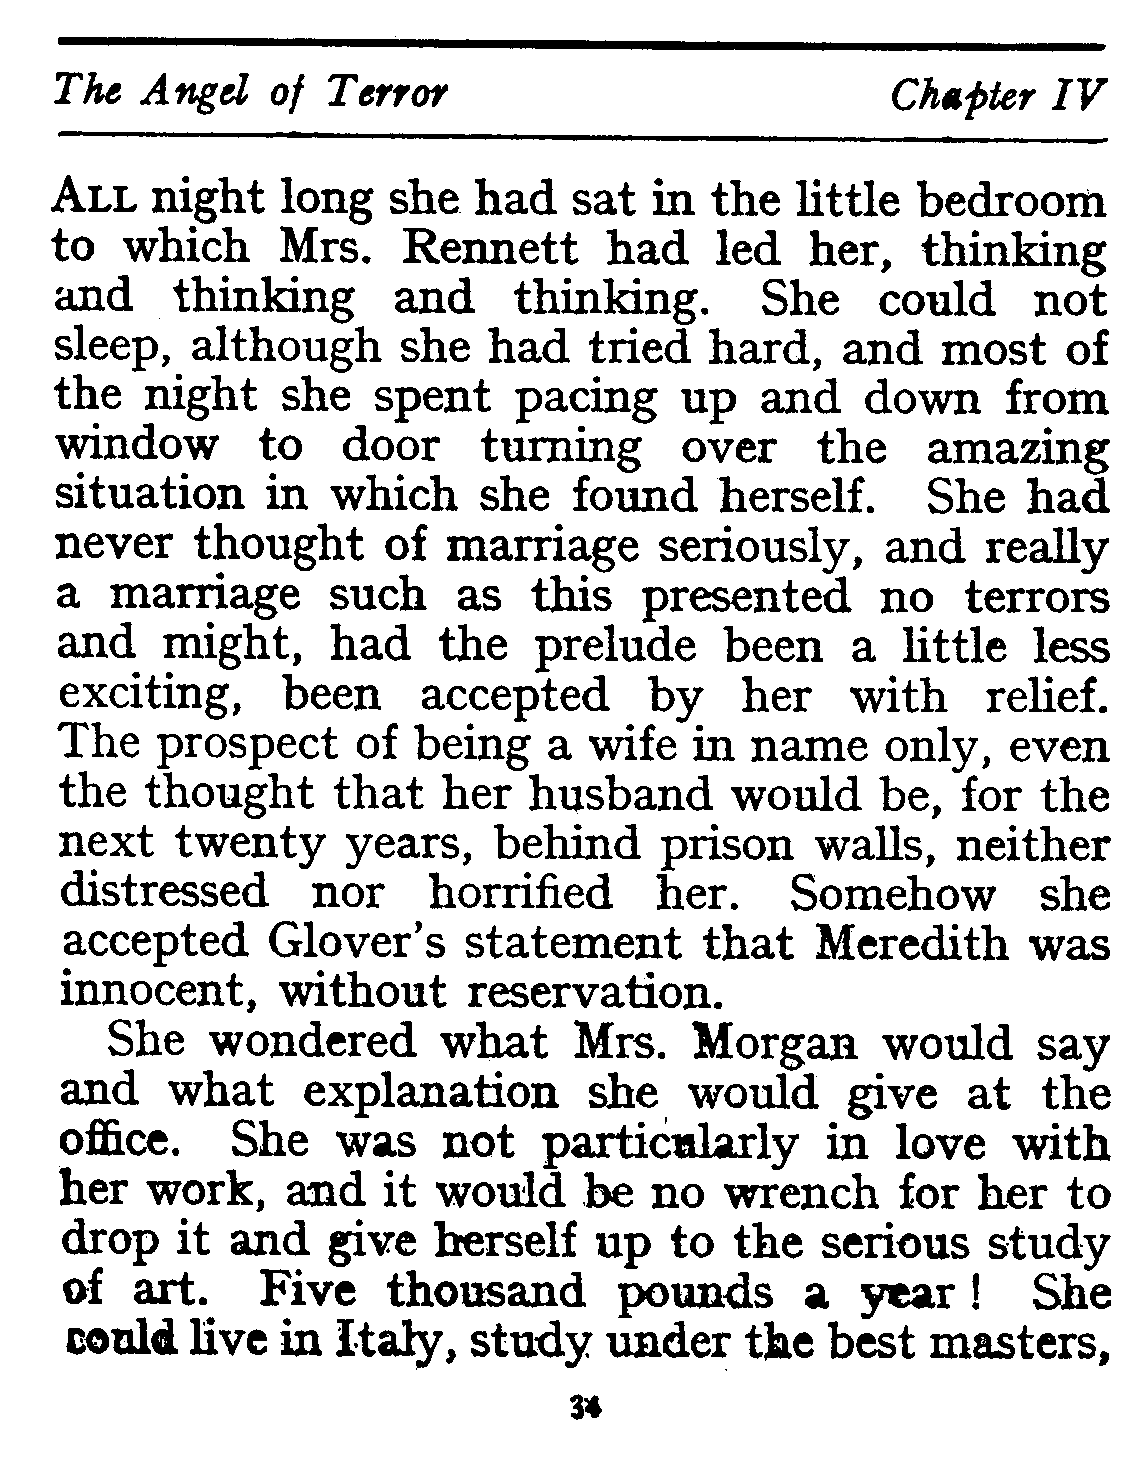 The Angel of Terror Chapter IV
ALL night long she had sat in the little bedroom
to which Mrs. Rennett had led her, thinking
and thinking and thinking. She could not
sleep, although she had tried hard, and most of
the night she spent pacing up and down from
window to door turning over the amazing
situation in which she found herself. She had
never thought of marriage seriously, and really
a marriage such as this presented no terrors
and might, had the prelude been a little less
exciting, been accepted by her with relief.
The prospect of being a wife in name only, even
the thought that her husband would be, for the
next twenty years, behind prison walls, neither
distressed nor horrified her. Somehow she
accepted Glover's statement that Meredith was
innocent, without reservation.
She wondered what Mrs. Morgan would say
and what explanation she would give at the
office. She was not particularly in love with
her work, and it would be no wrench for her to
drop it and give herself up to the serious study
of art. Five thousand pounds a year ! She
could live in Italy, study under the best masters,
34